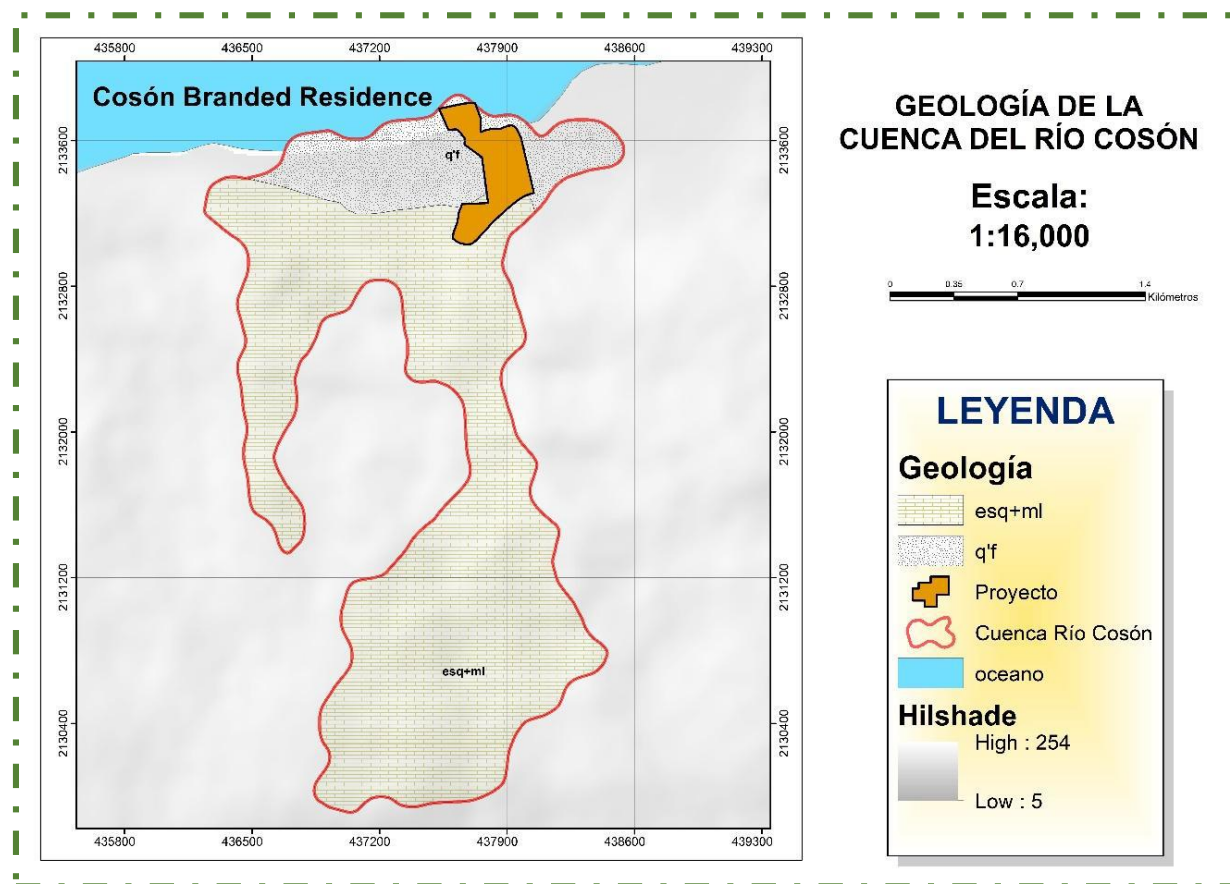 435800 436500 437200 437900 438600 439300
Cosón Branded Residence
2133600 2133600
q'f
2132800 2132800
2132000 2132000
2131200 2131200
esq+ml
2130400 2130400
435800 436500 437200 437900 438600 439300
GEOLOGÍA DE LA
CUENCA DEL RÍO COSÓN
Escala:
1:16,000
0 0.35 0.7 1.4
Kilómetros
LEYENDA
Geología
esq+ml
q'f
Proyecto
Cuenca Río Cosón
oceano
Hilshade
High : 254
Low : 5